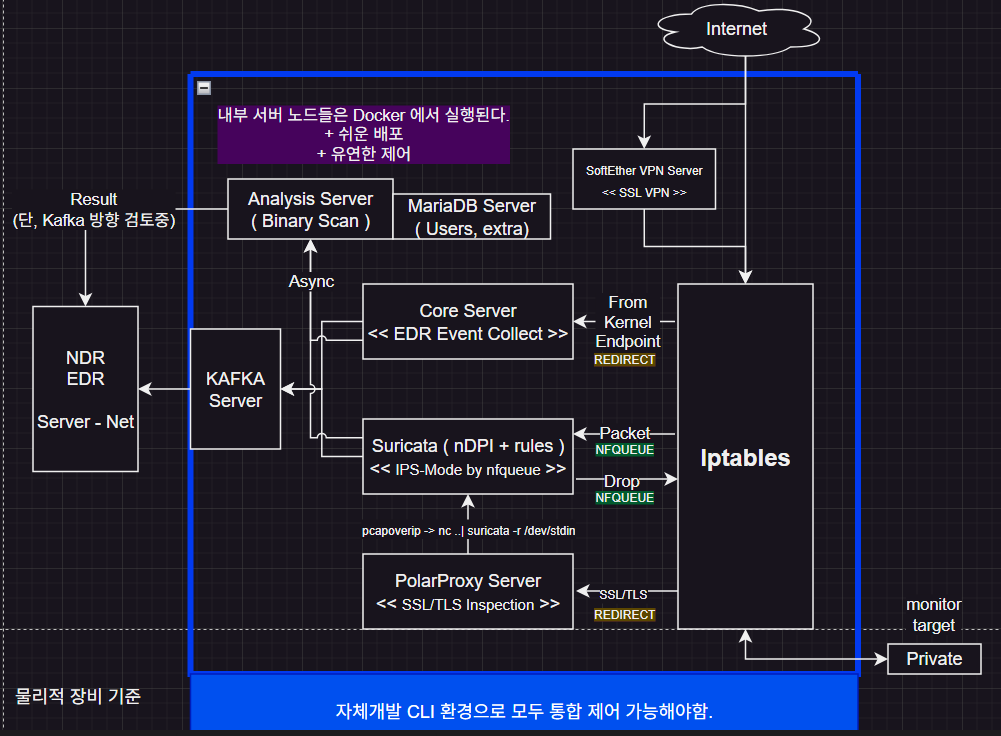 Internet
내부 서버 노드들은 Docker 에서 실행된다.
+ 쉬운 배포
+ 유연한 제어
SoftEther VPN Server
<< SSL VPN >>
Result
(단, Kafka 방향 검토중)
Analysis Server
( Binary Scan )
MariaDB Server
( Users, extra)
Async
Core Server
<< EDR Event Collect >>
From
Kernel
Endpoint
REDIRECT
NDR
EDR
Server - Net
KAFKA
Server
Suricata ( nDPI + rules )
<< IPS-Mode by nfqueue >>
Packet
NFQUEUE
Drop
NFQUEUE
Iptables
pcapoverip -> nc ..| suricata -r /dev/stdin
PolarProxy Server
<< SSL/TLS Inspection >>
SSL/TLS
REDIRECT
monitor
target
Private
물리적 장비 기준
자체개발 CLI 환경으로 모두 통합 제어 가능해야함.